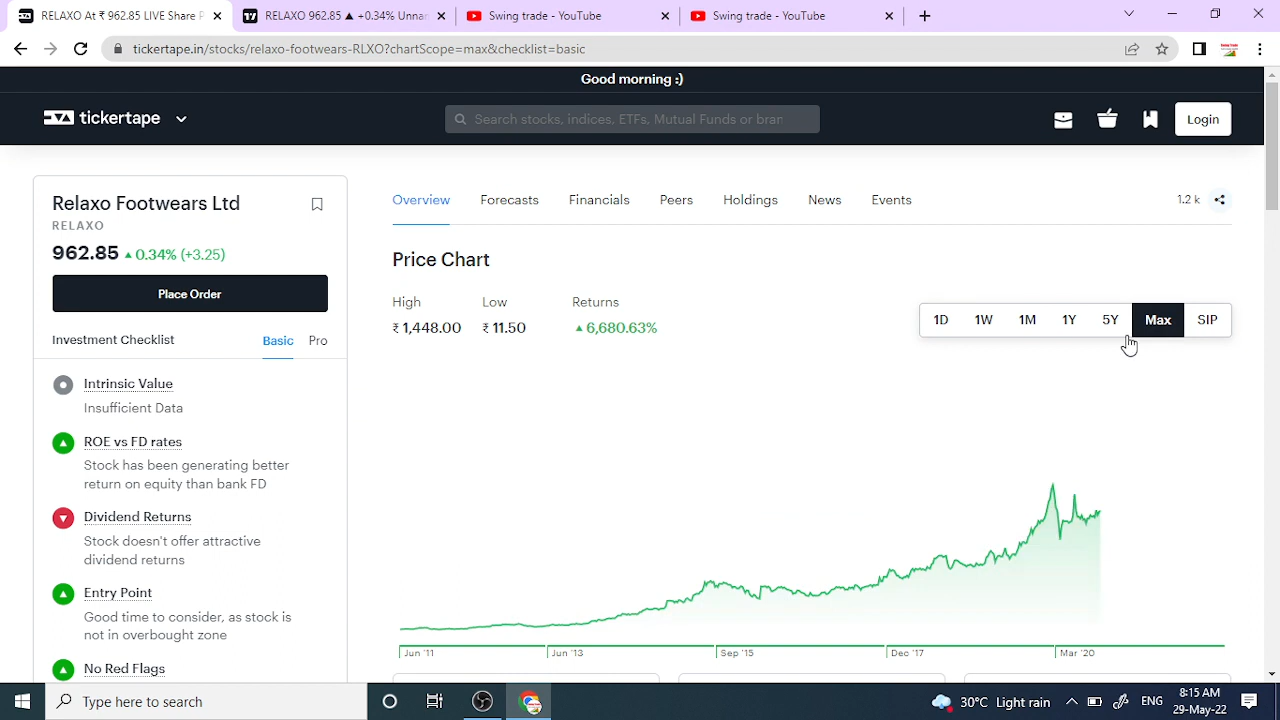 RELAXO At ₹ 962.85 LIVE Share P
RELAXO 962.85 ▲ +0.34% Unna
Swing trade - YouTube
Swing trade - YouTube
tickertape.in/stocks/relaxo-footwears-RLXO?chartScope=max&checklist=basic
Good morning :)
tickertape
Search stocks, indices, ETFs, Mutual Funds or bran
Login
Relaxo Footwears Ltd
RELAXO
962.85 ▲ 0.34% (+3.25)
Place Order
Investment Checklist
Basic
Pro
Intrinsic Value
Insufficient Data
ROE vs FD rates
Stock has been generating better
return on equity than bank FD
Dividend Returns
Stock doesn't offer attractive
dividend returns
Entry Point
Good time to consider, as stock is
not in overbought zone
No Red Flags
Overview Forecasts Financials Peers Holdings News Events
1.2 k
Price Chart
High Low Returns
₹ 1,448.00 ₹ 11.50 ▲ 6,680.63%
1D 1W 1M 1Y 5Y Max SIP
Jun '11 Jun '13 Sep '15 Dec '17 Mar '20
Type here to search
30°C Light rain
ENG
8:15 AM
29-May-22